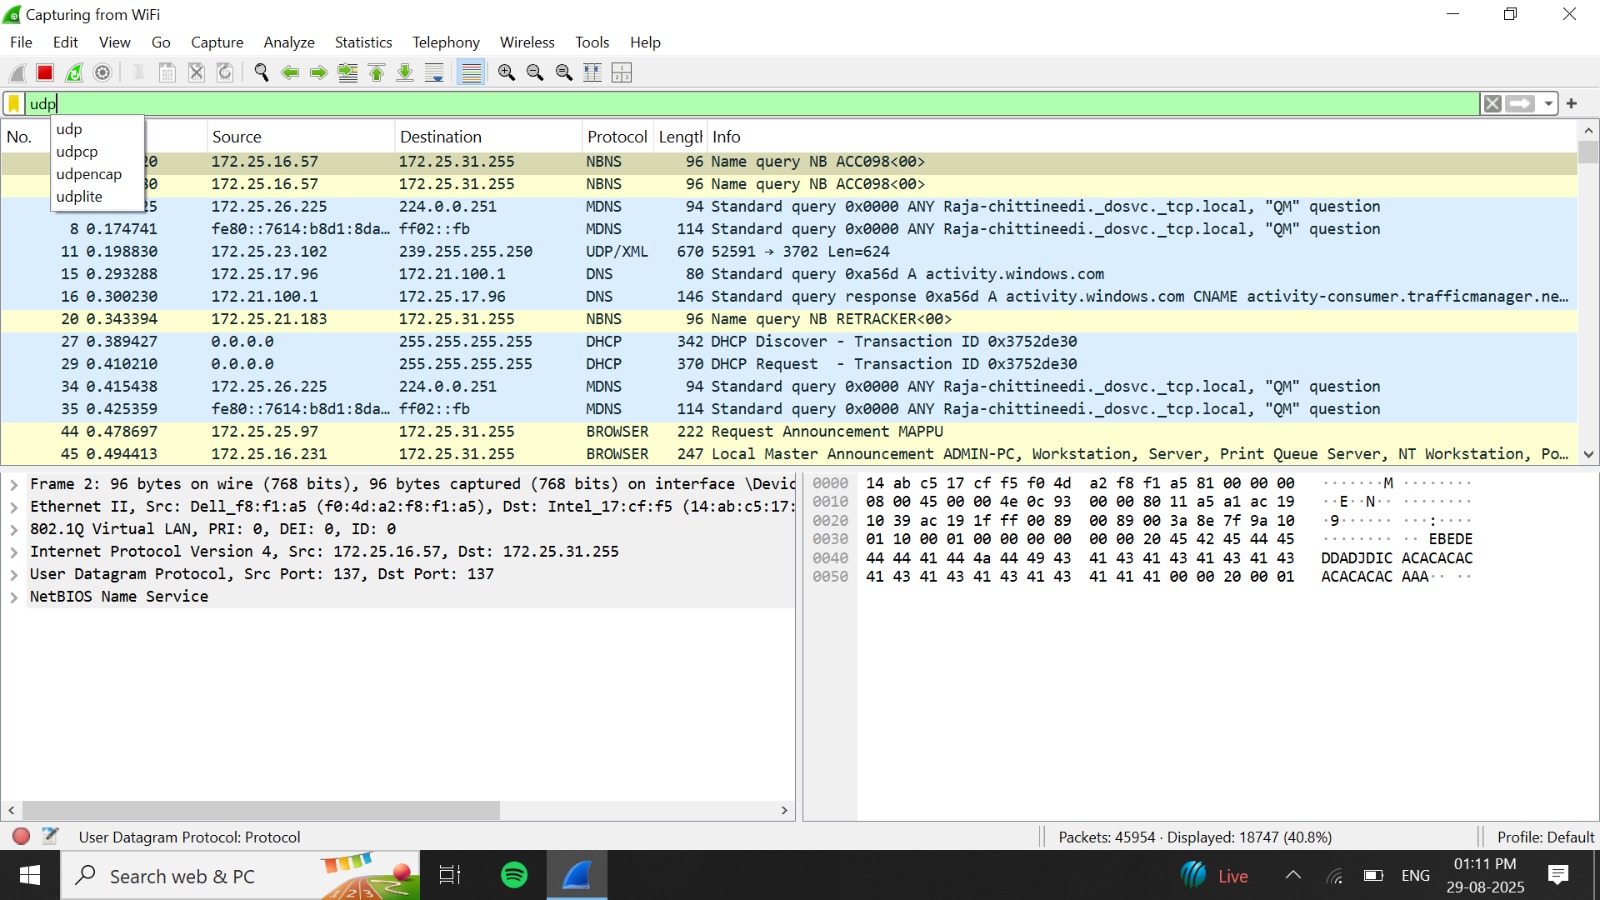 Capturing from WiFi
File Edit View Go Capture Analyze Statistics Telephony Wireless Tools Help
udp
udp
udpcp
udpencap
udplite
No. Source Destination Protocol Length Info
20 172.25.16.57 172.25.31.255 NBNS 96 Name query NB ACC098<00>
80 172.25.16.57 172.25.31.255 NBNS 96 Name query NB ACC098<00>
25 172.25.26.225 224.0.0.251 MDNS 94 Standard query 0x0000 ANY Raja-chittineedi._dosvc._tcp.local, "QM" question
8 0.174741 fe80::7614:b8d1:8da… ff02::fb MDNS 114 Standard query 0x0000 ANY Raja-chittineedi._dosvc._tcp.local, "QM" question
11 0.198830 172.25.23.102 239.255.255.250 UDP/XML 670 52591 → 3702 Len=624
15 0.293288 172.25.17.96 172.21.100.1 DNS 80 Standard query 0xa56d A activity.windows.com
16 0.300230 172.21.100.1 172.25.17.96 DNS 146 Standard query response 0xa56d A activity.windows.com CNAME activity-consumer.trafficmanager.ne…
20 0.343394 172.25.21.183 172.25.31.255 NBNS 96 Name query NB RETRACKER<00>
27 0.389427 0.0.0.0 255.255.255.255 DHCP 342 DHCP Discover - Transaction ID 0x3752de30
29 0.410210 0.0.0.0 255.255.255.255 DHCP 370 DHCP Request  - Transaction ID 0x3752de30
34 0.415438 172.25.26.225 224.0.0.251 MDNS 94 Standard query 0x0000 ANY Raja-chittineedi._dosvc._tcp.local, "QM" question
35 0.425359 fe80::7614:b8d1:8da… ff02::fb MDNS 114 Standard query 0x0000 ANY Raja-chittineedi._dosvc._tcp.local, "QM" question
44 0.478697 172.25.25.97 172.25.31.255 BROWSER 222 Request Announcement MAPPU
45 0.494413 172.25.16.231 172.25.31.255 BROWSER 247 Local Master Announcement ADMIN-PC, Workstation, Server, Print Queue Server, NT Workstation, Po…
Frame 2: 96 bytes on wire (768 bits), 96 bytes captured (768 bits) on interface \Devic
Ethernet II, Src: Dell_f8:f1:a5 (f0:4d:a2:f8:f1:a5), Dst: Intel_17:cf:f5 (14:ab:c5:17:
802.1Q Virtual LAN, PRI: 0, DEI: 0, ID: 0
Internet Protocol Version 4, Src: 172.25.16.57, Dst: 172.25.31.255
User Datagram Protocol, Src Port: 137, Dst Port: 137
NetBIOS Name Service
0000 14 ab c5 17 cf f5 f0 4d a2 f8 f1 a5 81 00 00 00 ·······M ········
0010 08 00 45 00 00 4e 0c 93 00 00 80 11 a5 a1 ac 19 ··E··N·· ········
0020 10 39 ac 19 1f ff 00 89 00 89 00 3a 8e 7f 9a 10 ·9······ ···:····
0030 01 10 00 01 00 00 00 00 00 00 20 45 42 45 44 45 ········ ·· EBEDE
0040 44 44 41 44 4a 44 49 43 41 43 41 43 41 43 41 43 DDADJDIC ACACACAC
0050 41 43 41 43 41 43 41 43 41 41 41 00 00 20 00 01 ACACACAC AAA·· ··
User Datagram Protocol: Protocol
Packets: 45954 · Displayed: 18747 (40.8%)
Profile: Default
Search web & PC
Live
ENG
01:11 PM
29-08-2025